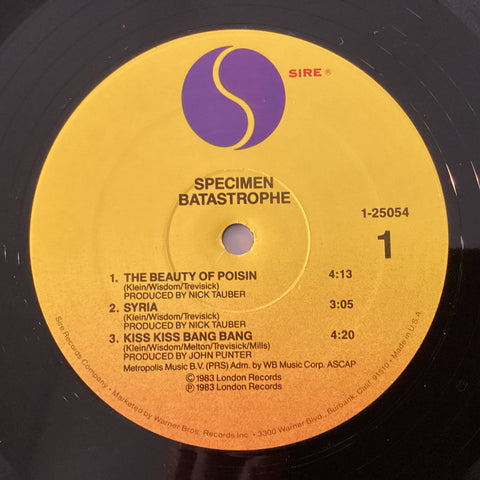 SIRE ®
SPECIMEN
BATASTROPHE
1-25054
1
1. THE BEAUTY OF POISIN 4:13
(Klein/Wisdom/Trevisick)
PRODUCED BY NICK TAUBER
2. SYRIA 3:05
(Klein/Wisdom/Trevisick)
PRODUCED BY NICK TAUBER
3. KISS KISS BANG BANG 4:20
(Klein/Wisdom/Melton/Trevisick/Mills)
PRODUCED BY JOHN PUNTER
Metropolis Music B.V. (PRS) Adm. by WB Music Corp. ASCAP
© 1983 London Records
℗ 1983 London Records
Sire Records Company • Marketed by Warner Bros. Records Inc. • 3300 Warner Blvd., Burbank, Calif. 91510 • Made in U.S.A.